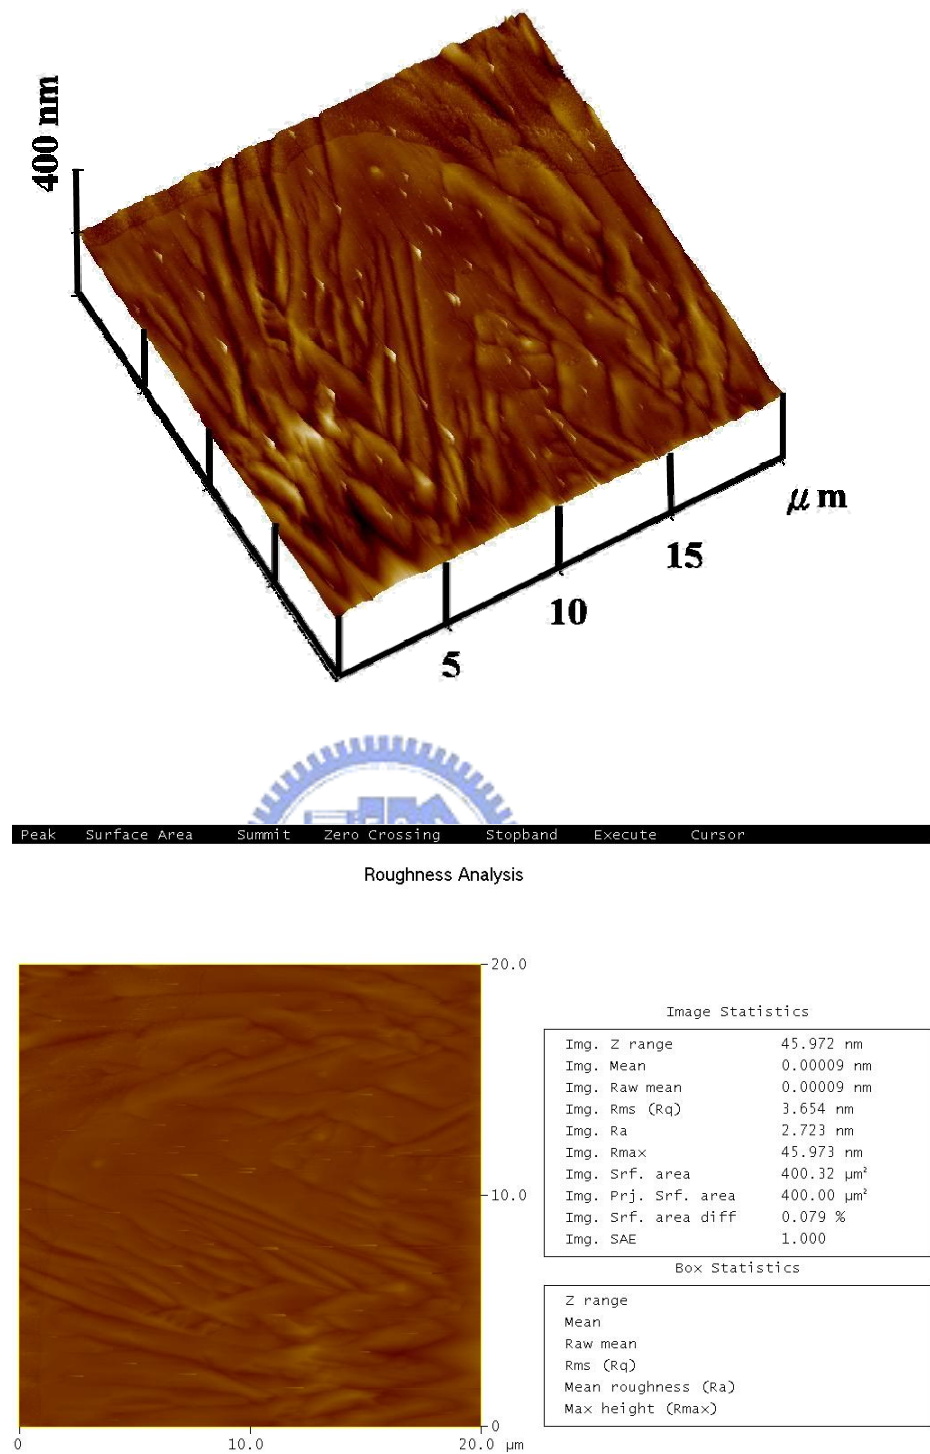 400 nm
μm
15
10
5
Peak Surface Area Summit Zero Crossing Stopband Execute Cursor
Roughness Analysis
20.0
10.0
0
0 10.0 20.0 μm
Image Statistics
Img. Z range 45.972 nm
Img. Mean 0.00009 nm
Img. Raw mean 0.00009 nm
Img. Rms (Rq) 3.654 nm
Img. Ra 2.723 nm
Img. Rmax 45.973 nm
Img. Srf. area 400.32 μm²
Img. Prj. Srf. area 400.00 μm²
Img. Srf. area diff 0.079 %
Img. SAE 1.000
Box Statistics
Z range
Mean
Raw mean
Rms (Rq)
Mean roughness (Ra)
Max height (Rmax)